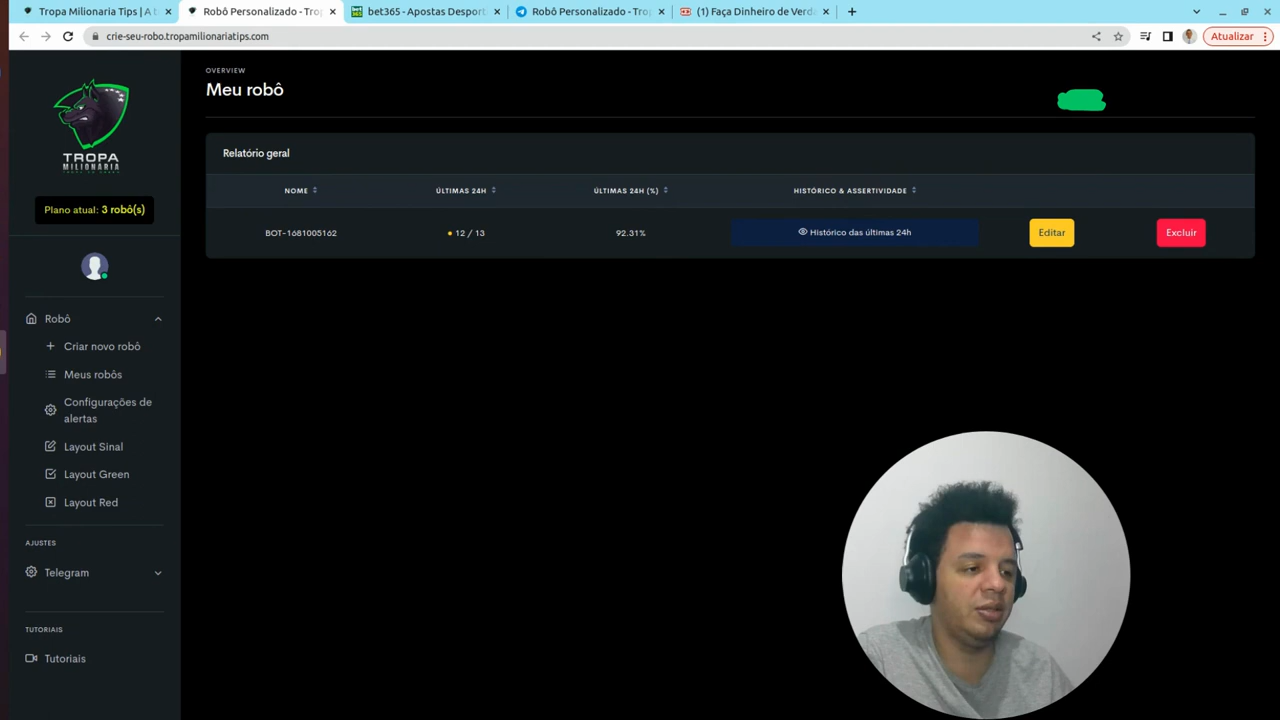 Tropa Milionaria Tips | A t
Robô Personalizado - Trop
bet365 - Apostas Desport
Robô Personalizado - Trop
(1) Faça Dinheiro de Verda
crie-seu-robo.tropamilionariatips.com
Atualizar
TROPA
MILIONÁRIA
Plano atual: 3 robô(s)
Robô
Criar novo robô
Meus robôs
Configurações de
alertas
Layout Sinal
Layout Green
Layout Red
AJUSTES
Telegram
TUTORIAIS
Tutoriais
OVERVIEW
Meu robô
Relatório geral
NOME ÚLTIMAS 24H ÚLTIMAS 24H (%) HISTÓRICO & ASSERTIVIDADE
BOT-1681005162 12 / 13 92.31% Histórico das últimas 24h Editar Excluir